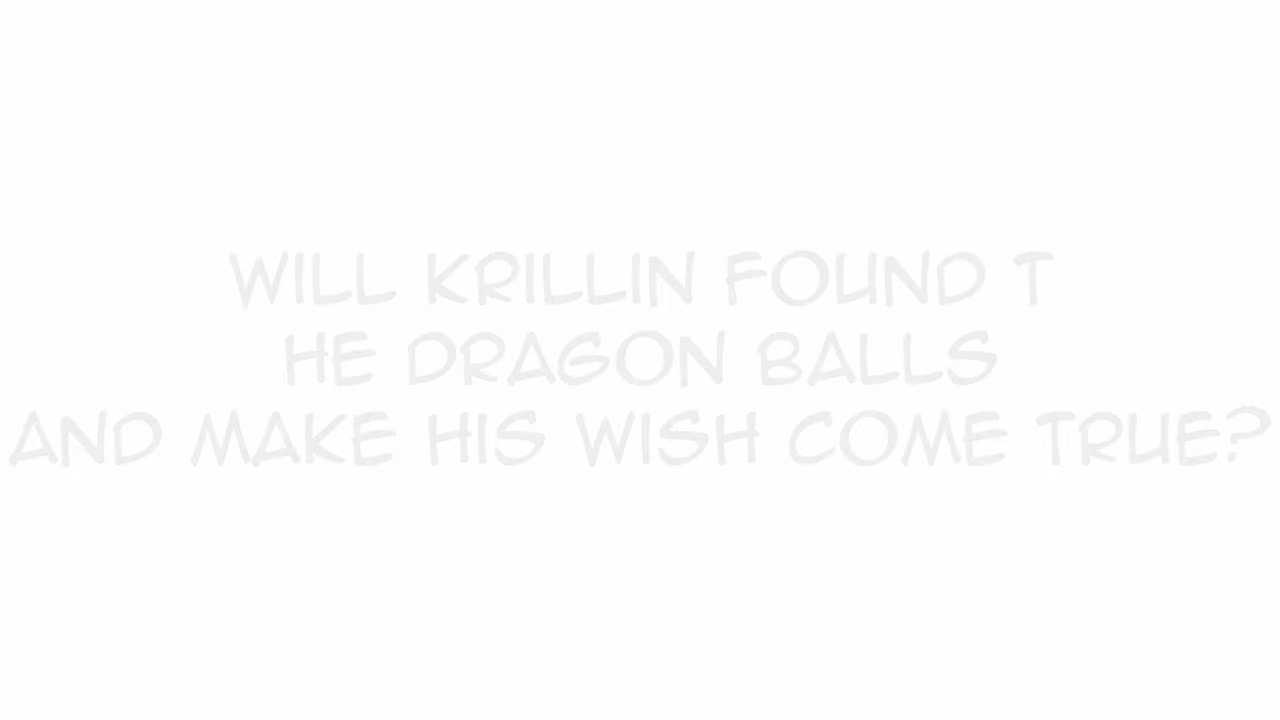 WILL KRILLIN FOUND T
HE DRAGON BALLS
AND MAKE HIS WISH COME TRUE?